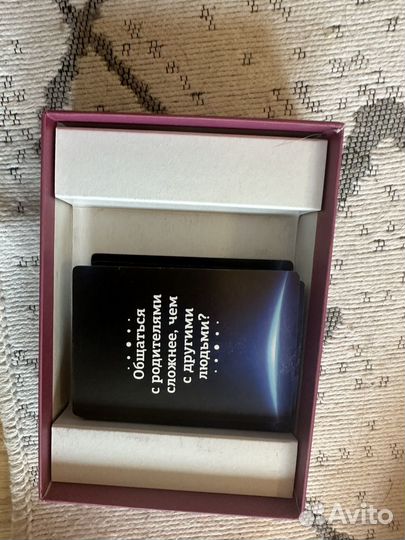 Общаться
с родителями
сложнее, чем
с другими
людьми?
Avito